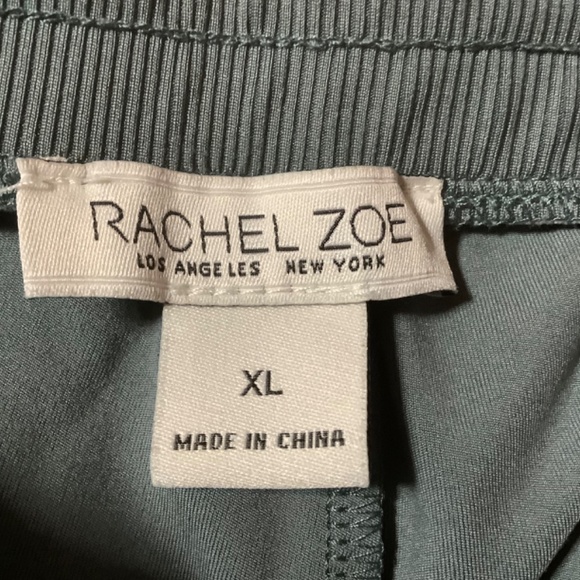 RACHEL ZOE
LOS ANGELES NEW YORK
XL
MADE IN CHINA